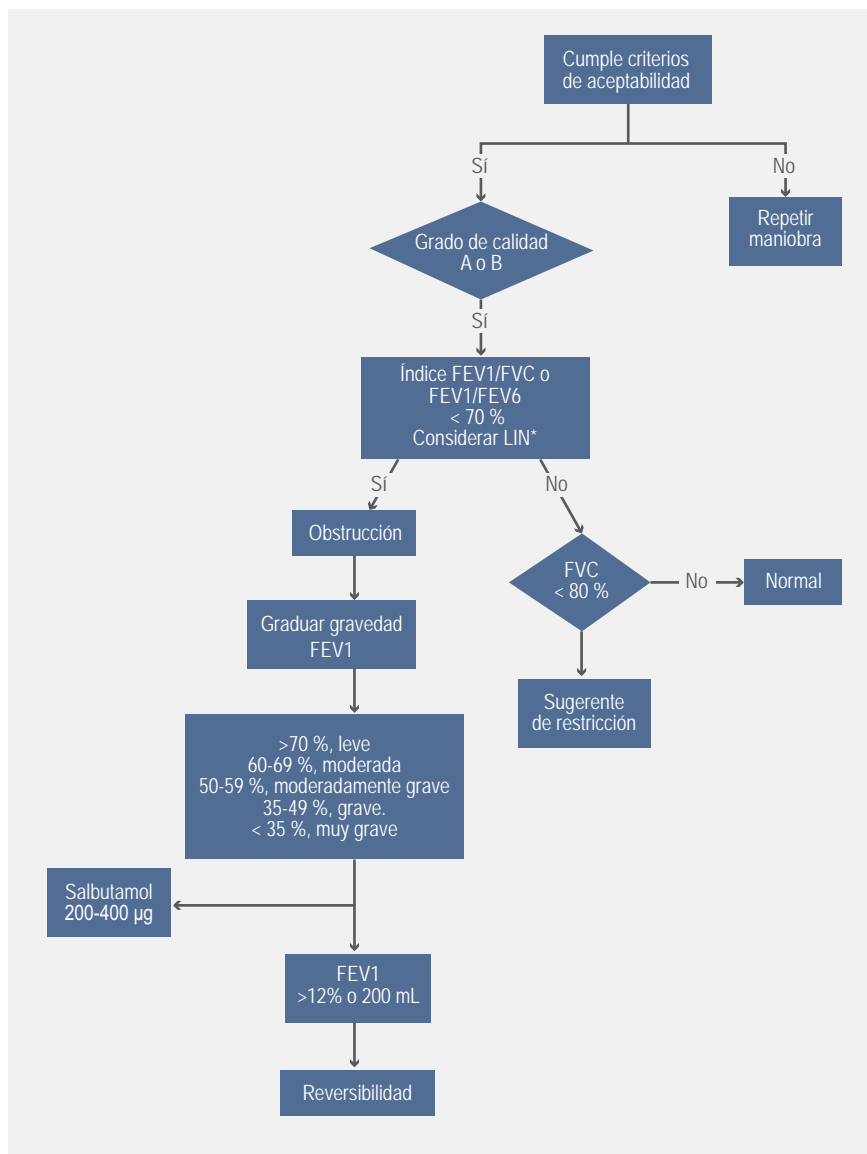 Cumple criterios
de aceptabilidad
Sí
No
Grado de calidad
A o B
Repetir
maniobra
Sí
Índice FEV1/FVC o
FEV1/FEV6
< 70 %
Considerar LIN*
Sí
No
Obstrucción
FVC
< 80 %
No
Normal
Graduar gravedad
FEV1
Sugerente
de restricción
>70 %, leve
60-69 %, moderada
50-59 %, moderadamente grave
35-49 %, grave.
< 35 %, muy grave
Salbutamol
200-400 µg
FEV1
>12% o 200 mL
Reversibilidad